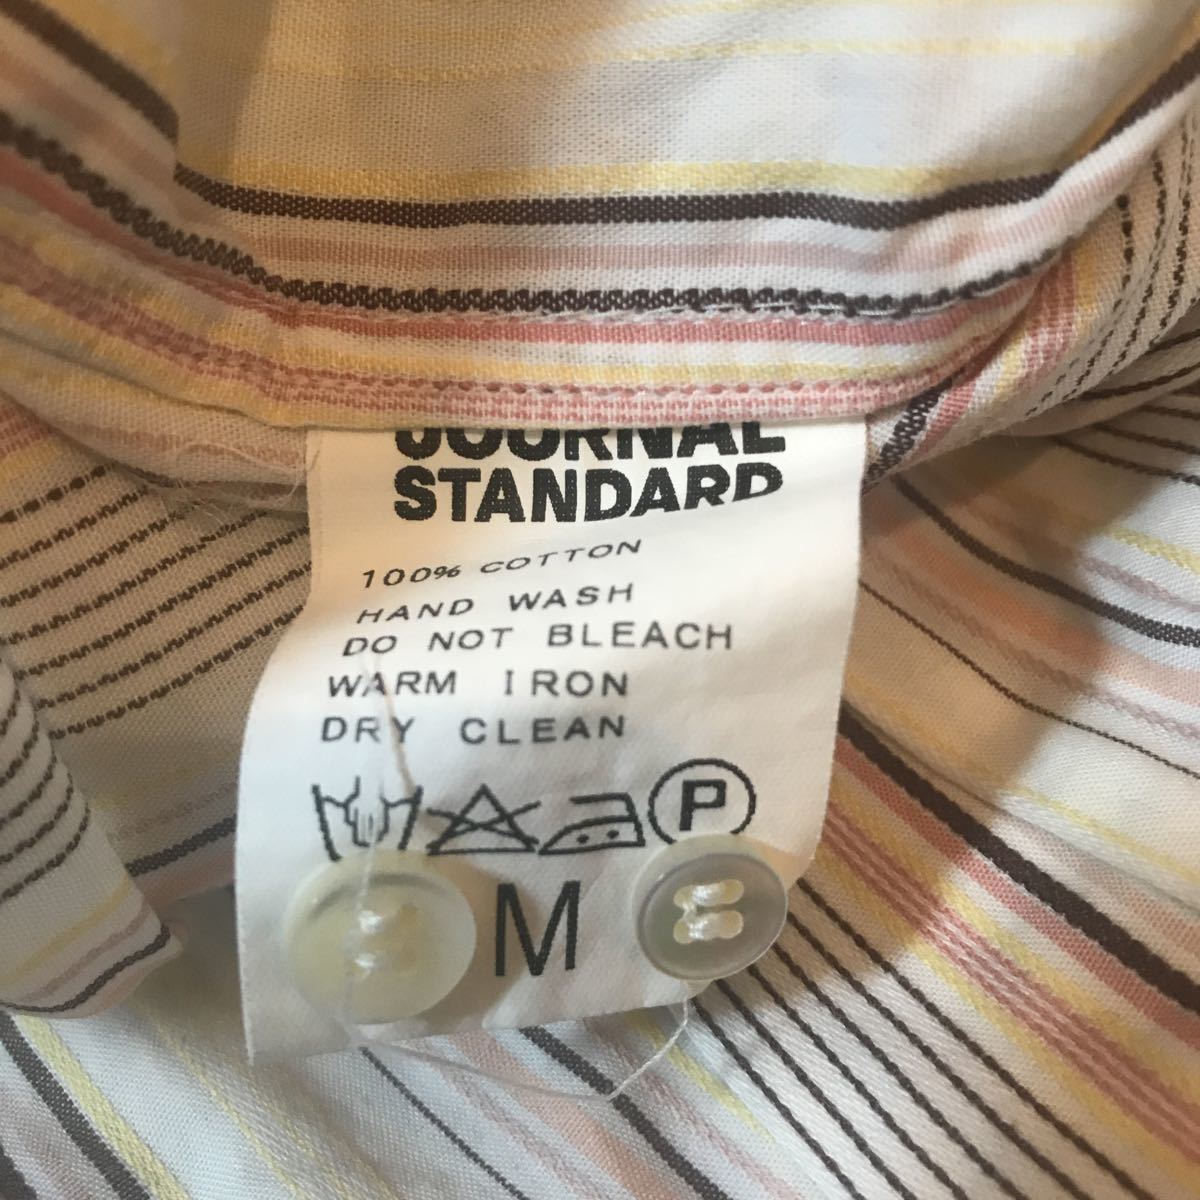 JOURNAL
STANDARD
100% COTTON
HAND WASH
DO NOT BLEACH
WARM IRON
DRY CLEAN
P
M